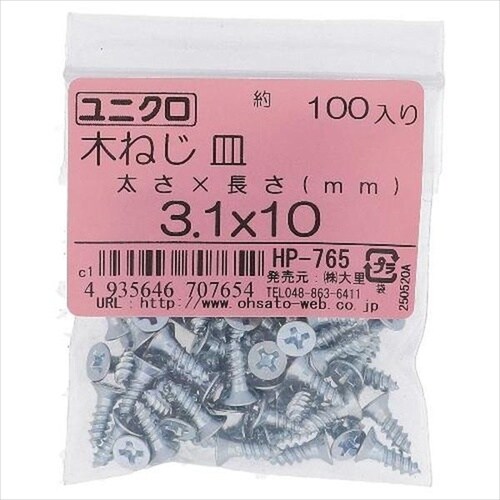 ユニクロ 約 100入り
木ねじ 皿
太さ×長さ(mm)
3.1x10
HP-765
発売元:㈱大里
TEL048-863-6411
c1
4 935646 707654
URL:http://www.ohsato-web.co.jp
プラ
袋
250520A